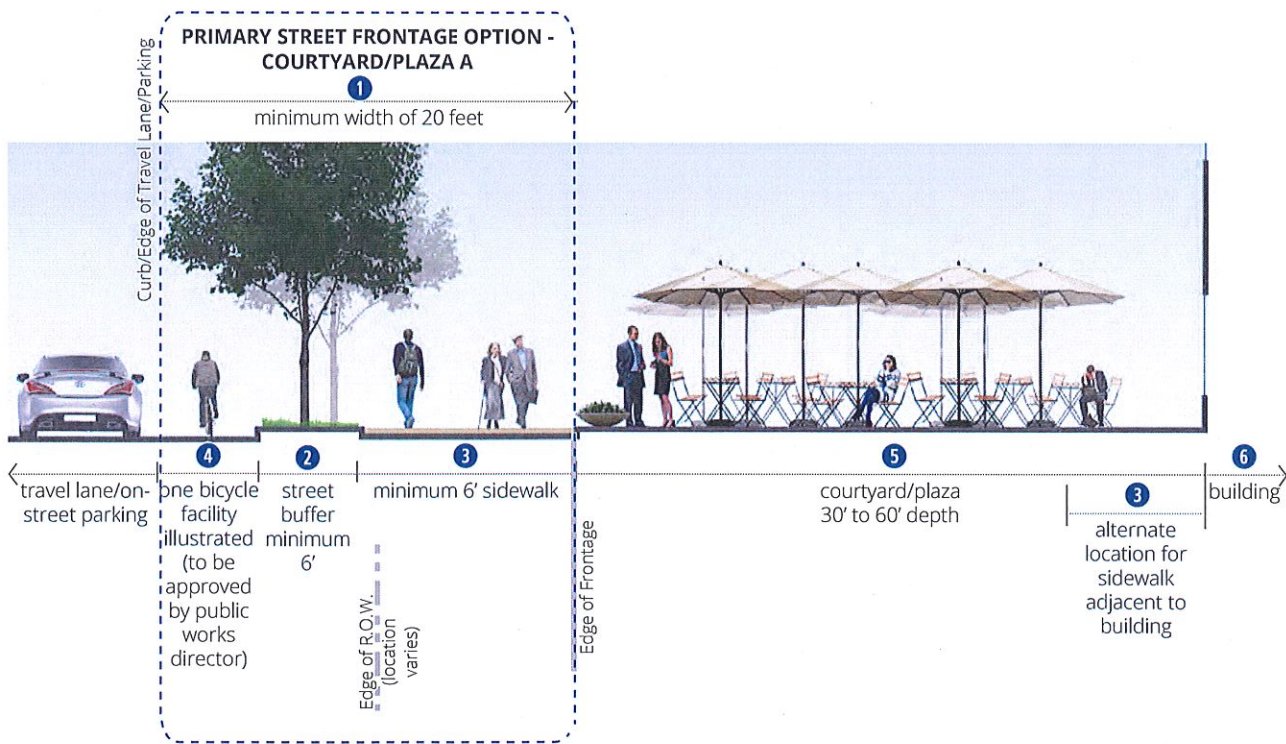 PRIMARY STREET FRONTAGE OPTION -
COURTYARD/PLAZA A
1
minimum width of 20 feet
Curb/Edge of Travel Lane/Parking
travel lane/on-
street parking
4
one bicycle
facility
illustrated
(to be
approved
by public
works
director)
2
street
buffer
minimum
6'
3
minimum 6' sidewalk
Edge of R.O.W.
(location
varies)
Edge of Frontage
5
courtyard/plaza
30' to 60' depth
3
alternate
location for
sidewalk
adjacent to
building
6
building